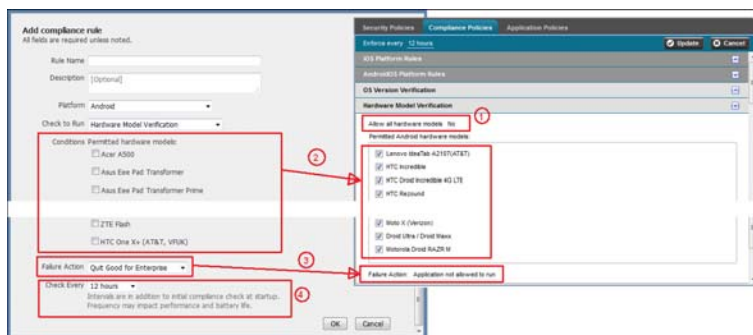 Add compliance rule
All fields are required unless noted.
Rule Name
Description [Optional]
Platform Android
Check to Run Hardware Model Verification
Conditions Permitted hardware models:
Acer A500
Asus Eee Pad Transformer
Asus Eee Pad Transformer Prime
ZTE Flash
HTC One X+ (AT&T, VFUK)
Failure Action Quit Good for Enterprise
Check Every 12 hours
Intervals are in addition to initial compliance check at startup.
Frequency may impact performance and battery life.
OK Cancel
2
3
4
Security Policies Compliance Policies Application Policies
Enforce every 12 hours Update Cancel
iOS Platform Rules
AndroidOS Platform Rules
OS Version Verification
Hardware Model Verification
Allow all hardware models No
1
Permitted Android hardware models:
Lenovo IdeaTab A2107(AT&T)
HTC Incredible
HTC Droid Incredible 4G LTE
HTC Rezound
Moto X (Verizon)
Droid Ultra / Droid Maxx
Motorola Droid RAZR M
Failure Action Application not allowed to run